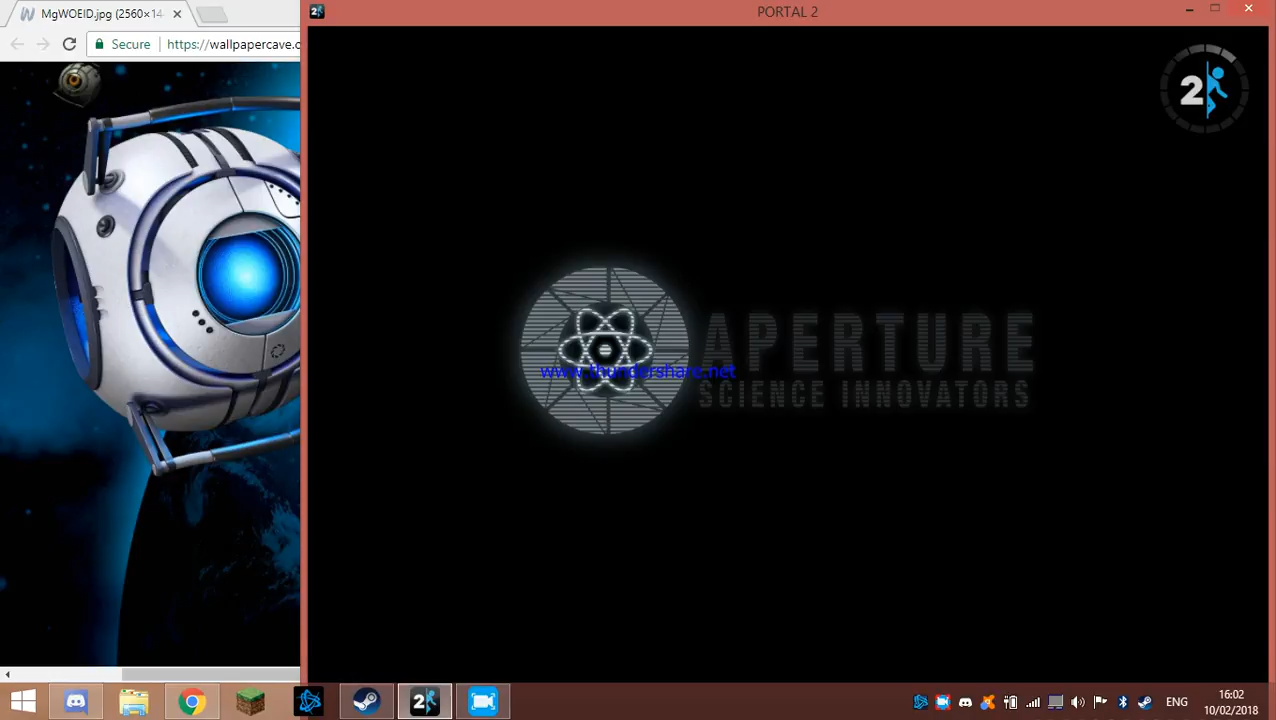 MgWOEID.jpg (2560×14
PORTAL 2
Secure
https://wallpapercave.c
2
APERTURE
SCIENCE INNOVATORS
www.thundershare.net
2
ENG
16:02
10/02/2018